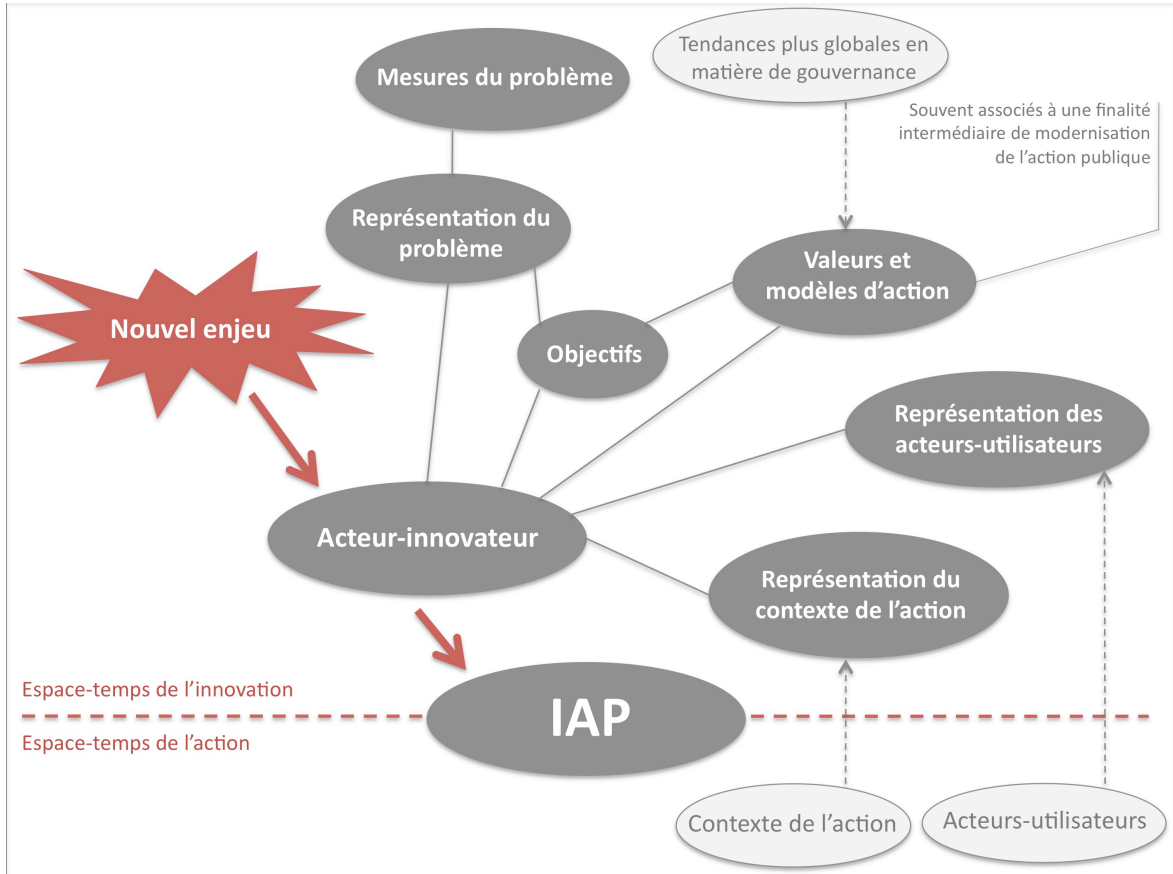 Tendances plus globales en
matière de gouvernance
Mesures du problème
Souvent associés à une finalité
intermédiaire de modernisation
de l'action publique
Représentation du
problème
Valeurs et
modèles d'action
Nouvel enjeu
Objectifs
Représentation des
acteurs-utilisateurs
Acteur-innovateur
Représentation du
contexte de l'action
Espace-temps de l'innovation
IAP
Espace-temps de l'action
Contexte de l'action
Acteurs-utilisateurs